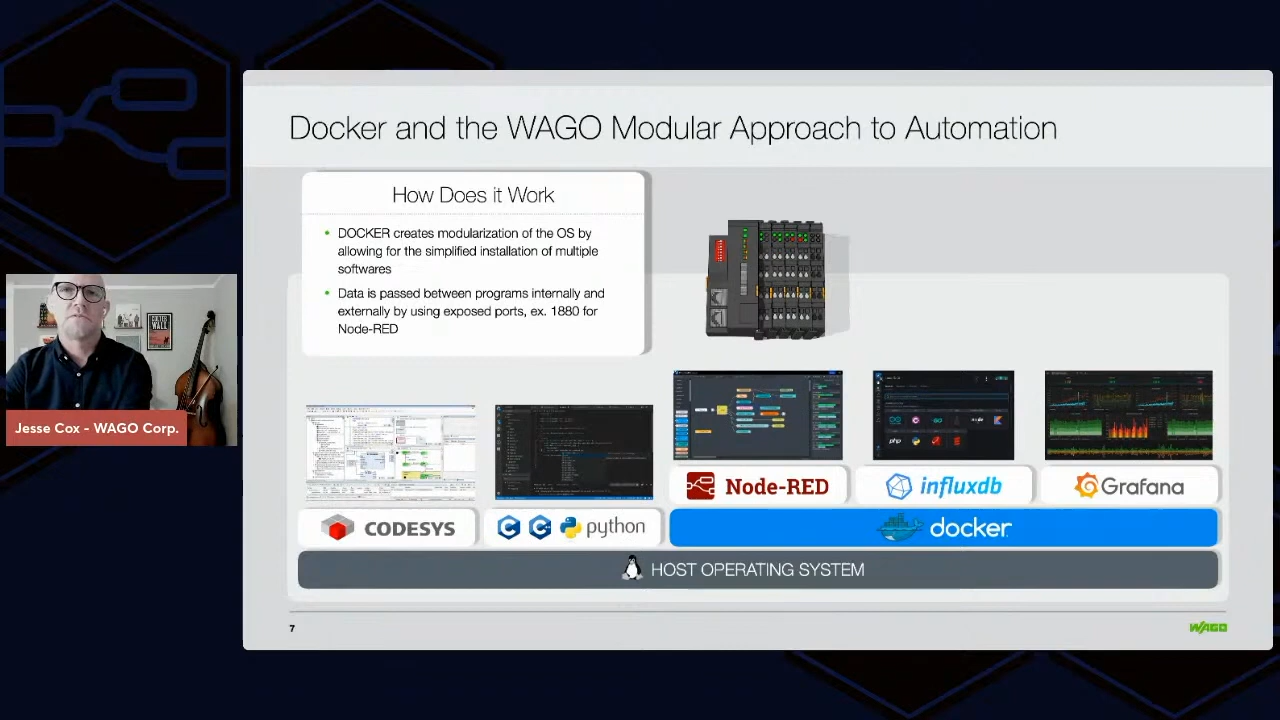 Docker and the WAGO Modular Approach to Automation
How Does it Work
DOCKER creates modularization of the OS by
allowing for the simplified installation of multiple
softwares
Data is passed between programs internally and
externally by using exposed ports, ex. 1880 for
Node-RED
Jesse Cox - WAGO Corp.
php
Node-RED
influxdb
Grafana
CODESYS
C
C++
python
docker
HOST OPERATING SYSTEM
7
WAGO